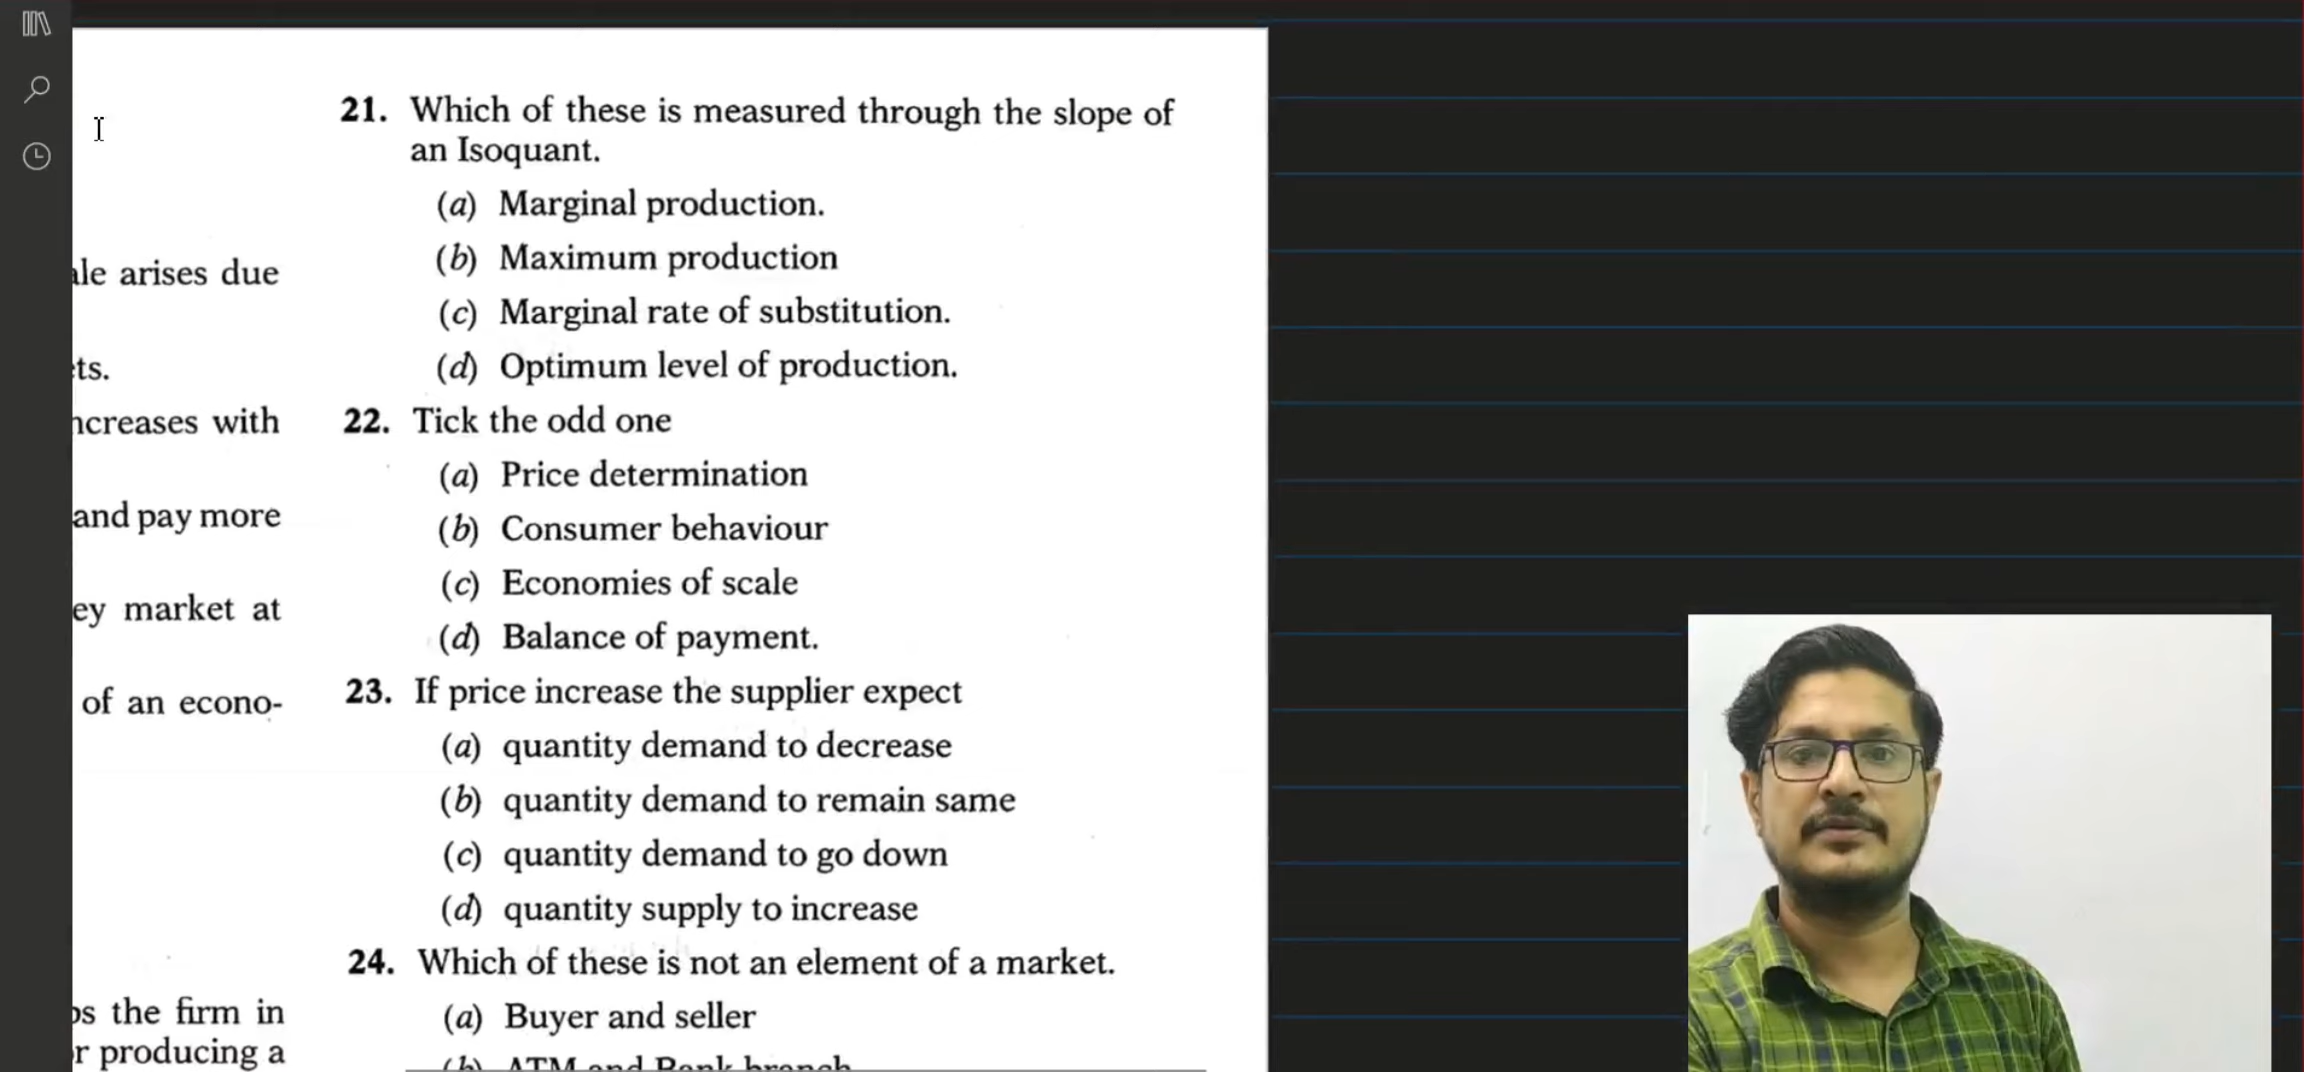 ale arises due
ts.
ncreases with
and pay more
ey market at
of an econo-
ps the firm in
r producing a
21. Which of these is measured through the slope of
an Isoquant.
(a) Marginal production.
(b) Maximum production
(c) Marginal rate of substitution.
(d) Optimum level of production.
22. Tick the odd one
(a) Price determination
(b) Consumer behaviour
(c) Economies of scale
(d) Balance of payment.
23. If price increase the supplier expect
(a) quantity demand to decrease
(b) quantity demand to remain same
(c) quantity demand to go down
(d) quantity supply to increase
24. Which of these is not an element of a market.
(a) Buyer and seller
(b) ATM and Bank branch